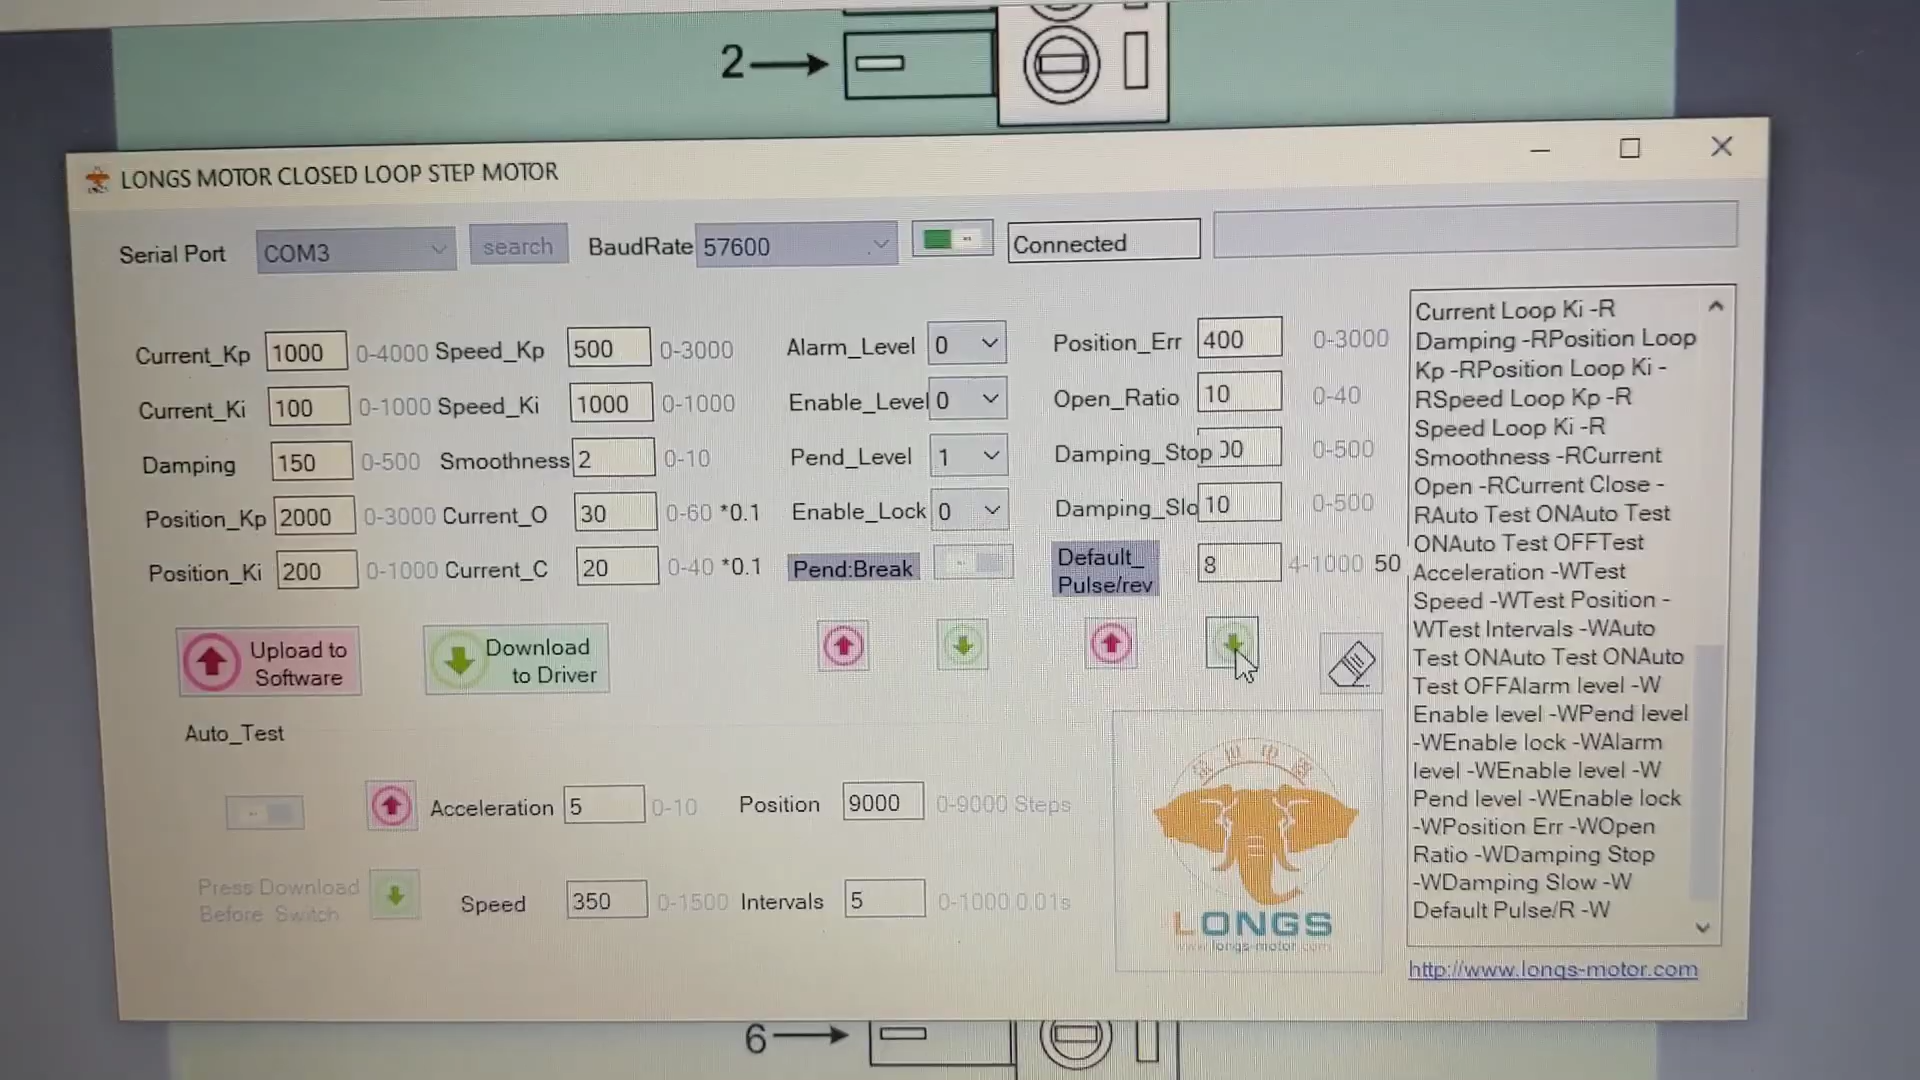 2
LONGS MOTOR CLOSED LOOP STEP MOTOR
Serial Port COM3 search BaudRate 57600 Connected
Current_Kp 1000 0-4000 Speed_Kp 500 0-3000 Alarm_Level 0 Position_Err 400 0-3000
Current_Ki 100 0-1000 Speed_Ki 1000 0-1000 Enable_Level 0 Open_Ratio 10 0-40
Damping 150 0-500 Smoothness 2 0-10 Pend_Level 1 Damping_Stop 0-500
Position_Kp 2000 0-3000 Current_O 30 0-60 *0.1 Enable_Lock 0 Damping_Slo 10 0-500
Position_Ki 200 0-1000 Current_C 20 0-40 *0.1 Pend:Break Default_
Pulse/rev 8 4-1000 50
Upload to
Software
Download
to Driver
Auto_Test
Acceleration 5 0-10 Position 9000 0-9000 Steps
Press Download
Before Switch
Speed 350 0-1500 Intervals 5 0-1000 0.01s
LONGS
www.longs-motor.com
Current Loop Ki -R
Damping -RPosition Loop
Kp -RPosition Loop Ki -
RSpeed Loop Kp -R
Speed Loop Ki -R
Smoothness -RCurrent
Open -RCurrent Close -
RAuto Test ONAuto Test
ONAuto Test OFFTest
Acceleration -WTest
Speed -WTest Position -
WTest Intervals -WAuto
Test ONAuto Test ONAuto
Test OFFAlarm level -W
Enable level -WPend level
-WEnable lock -WAlarm
level -WEnable level -W
Pend level -WEnable lock
-WPosition Err -WOpen
Ratio -WDamping Stop
-WDamping Slow -W
Default Pulse/R -W
http://www.longs-motor.com
6